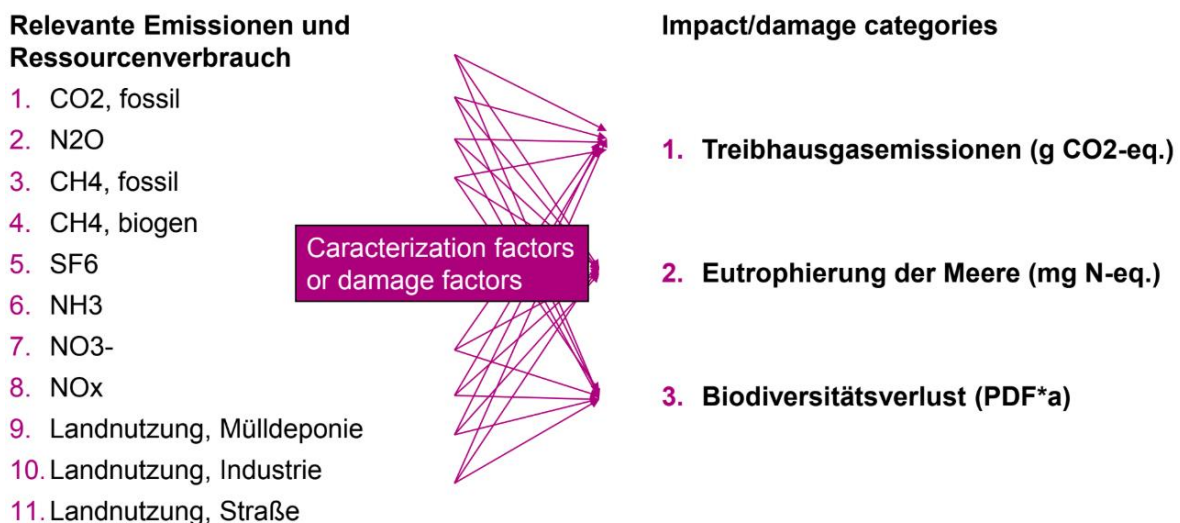 Relevante Emissionen und
Ressourcenverbrauch
1. CO2, fossil
2. N2O
3. CH4, fossil
4. CH4, biogen
5. SF6
6. NH3
7. NO3-
8. NOx
9. Landnutzung, Mülldeponie
10. Landnutzung, Industrie
11. Landnutzung, Straße
Caracterization factors
or damage factors
Impact/damage categories
1. Treibhausgasemissionen (g CO2-eq.)
2. Eutrophierung der Meere (mg N-eq.)
3. Biodiversitätsverlust (PDF*a)